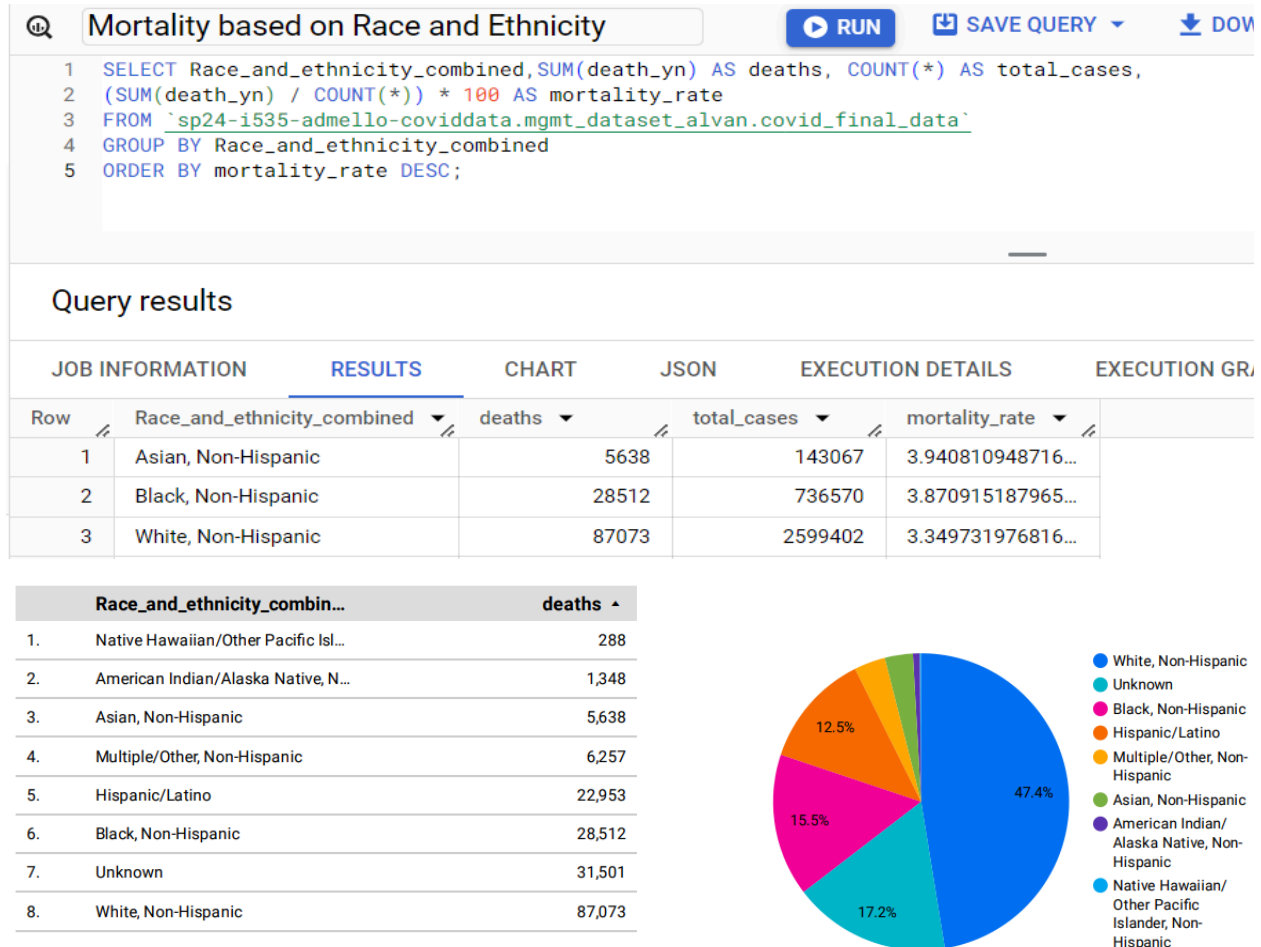 Mortality based on Race and Ethnicity
RUN
SAVE QUERY
DOW
1 SELECT Race_and_ethnicity_combined,SUM(death_yn) AS deaths, COUNT(*) AS total_cases,
2 (SUM(death_yn) / COUNT(*)) * 100 AS mortality_rate
3 FROM `sp24-i535-admello-coviddata.mgmt_dataset_alvan.covid_final_data`
4 GROUP BY Race_and_ethnicity_combined
5 ORDER BY mortality_rate DESC;
Query results
JOB INFORMATION RESULTS CHART JSON EXECUTION DETAILS EXECUTION GRA
Row Race_and_ethnicity_combined deaths total_cases mortality_rate
1 Asian, Non-Hispanic 5638 143067 3.940810948716...
2 Black, Non-Hispanic 28512 736570 3.870915187965...
3 White, Non-Hispanic 87073 2599402 3.349731976816...
Race_and_ethnicity_combin... deaths
1. Native Hawaiian/Other Pacific Isl... 288
2. American Indian/Alaska Native, N... 1,348
3. Asian, Non-Hispanic 5,638
4. Multiple/Other, Non-Hispanic 6,257
5. Hispanic/Latino 22,953
6. Black, Non-Hispanic 28,512
7. Unknown 31,501
8. White, Non-Hispanic 87,073
12.5%
47.4%
15.5%
17.2%
White, Non-Hispanic
Unknown
Black, Non-Hispanic
Hispanic/Latino
Multiple/Other, Non-
Hispanic
Asian, Non-Hispanic
American Indian/
Alaska Native, Non-
Hispanic
Native Hawaiian/
Other Pacific
Islander, Non-
Hispanic